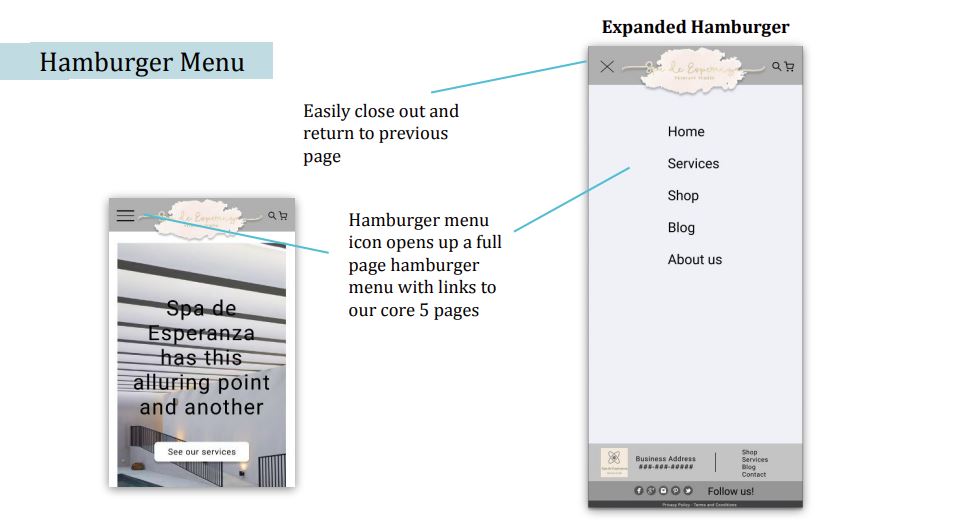 Expanded Hamburger
Hamburger Menu
Easily close out and
return to previous
page
Hamburger menu
icon opens up a full
page hamburger
menu with links to
our core 5 pages
Spa de Esperanza
Spa de
Esperanza
has this
alluring point
and another
See our services
Spa de Esperanza
SKINCARE STUDIO
Home
Services
Shop
Blog
About us
Business Address
###-###-#####
Shop
Services
Blog
Contact
Follow us!
Privacy Policy · Terms and Conditions